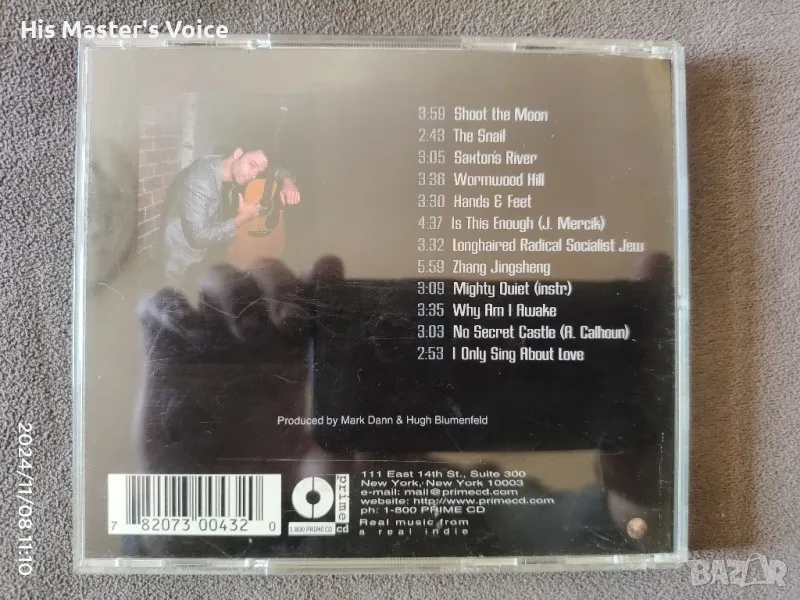 His Master's Voice
3:59 Shoot the Moon
2:43 The Snail
3:05 Saxton's River
3:36 Wormwood Hill
3:30 Hands & Feet
4:37 Is This Enough (J. Mercik)
3:32 Longhaired Radical Socialist Jew
5:59 Zhang Jingsheng
3:09 Mighty Quiet (instr)
3:35 Why Am I Awake
3:03 No Secret Castle (A. Calhoun)
2:53 I Only Sing About Love
Produced by Mark Dann & Hugh Blumenfeld
7 82073 00432 0
1·800 PRIME CD
prime cd
111 East 14th St., Suite 300
New York, New York 10003
e-mail: mail@primecd.com
website: http://www.primecd.com
ph: 1-800 PRIME CD
Real music from
a real indie
2024/11/08 11:10
BAZAR